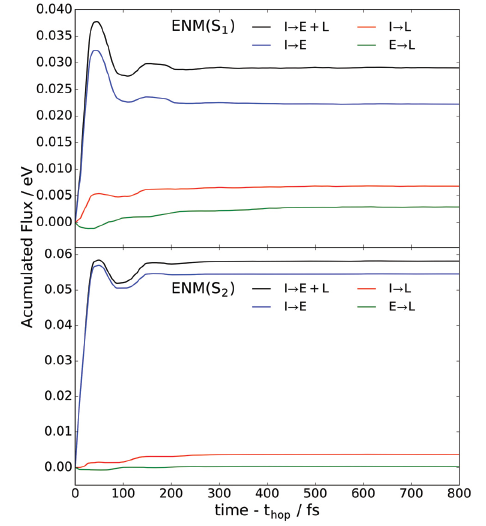 ENM(S1)
I→E+L
I→L
I→E
E→L
0.040
0.035
0.030
0.025
0.020
0.015
0.010
0.005
0.000
Acumulated Flux / eV
ENM(S2)
I→E+L
I→L
I→E
E→L
0.06
0.05
0.04
0.03
0.02
0.01
0.00
0 100 200 300 400 500 600 700 800
time - thop / fs